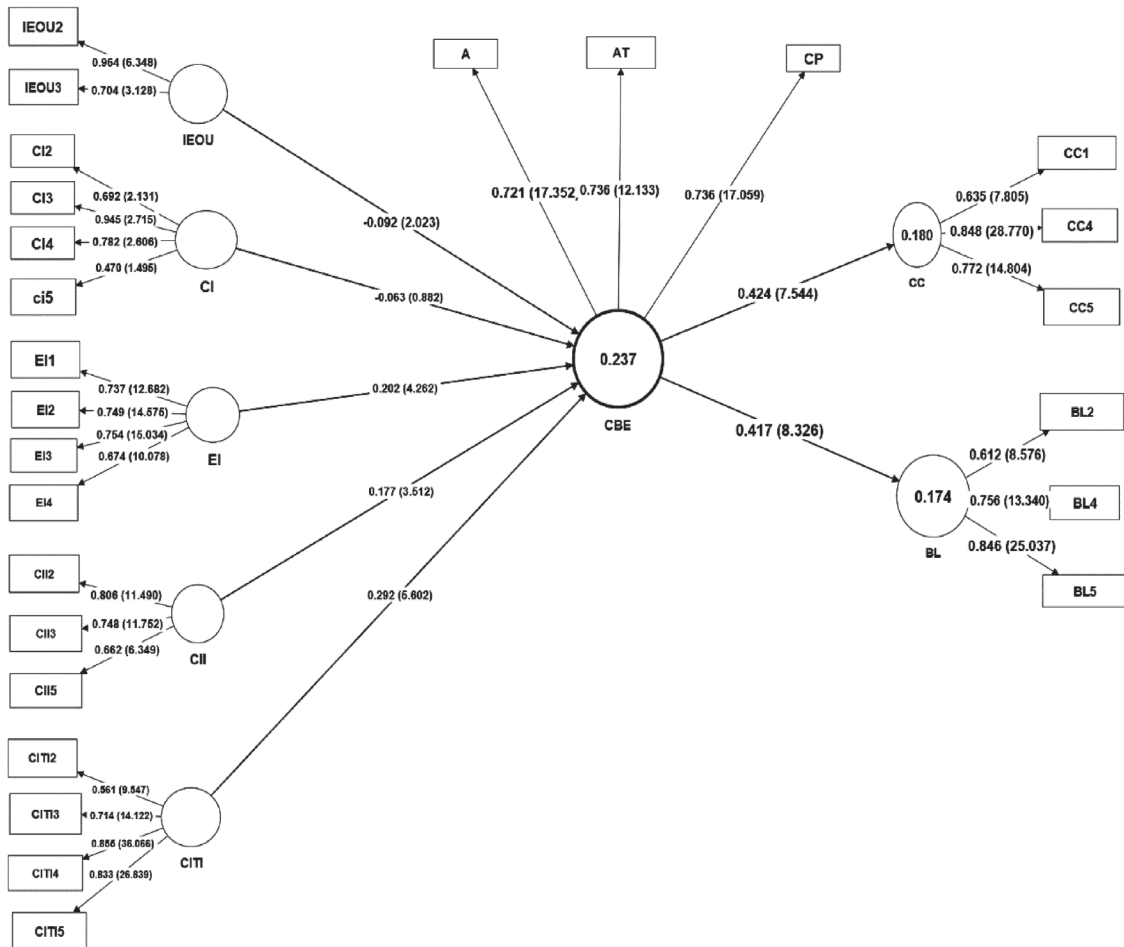 IEOU2
0.964 (6.348)
IEOU3
0.704 (3.128)
IEOU
CI2
0.692 (2.131)
CI3
0.945 (2.715)
CI4
0.782 (2.606)
0.470 (1.495)
ci5
CI
EI1
0.737 (12.682)
EI2
0.749 (14.575)
0.754 (15.034)
EI3
0.674 (10.078)
EI4
EI
CII2
0.806 (11.490)
CII3
0.748 (11.752)
0.662 (6.349)
CII5
CII
CITI2
0.561 (9.547)
CITI3
0.714 (14.122)
0.855 (36.066)
CITI4
0.833 (26.839)
CITI5
CITI
-0.092 (2.023)
-0.063 (0.882)
0.202 (4.262)
0.177 (3.512)
0.292 (5.602)
A
AT
CP
0.721 (17.352,
0.736 (12.133)
0.736 (17.059)
0.237
CBE
0.424 (7.544)
0.417 (8.326)
0.180
CC
CC1
0.635 (7.805)
CC4
0.848 (28.770)
0.772 (14.804)
CC5
0.174
BL
BL2
0.612 (8.576)
0.756 (13.340)
BL4
0.846 (25.037)
BL5